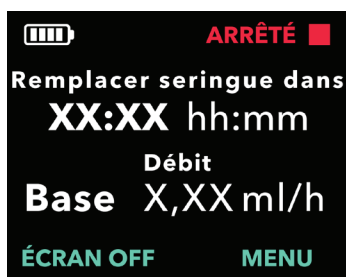 ARRÊTÉ
Remplacer seringue dans
XX:XX hh:mm
Débit
Base X,XX ml/h
ÉCRAN OFF MENU